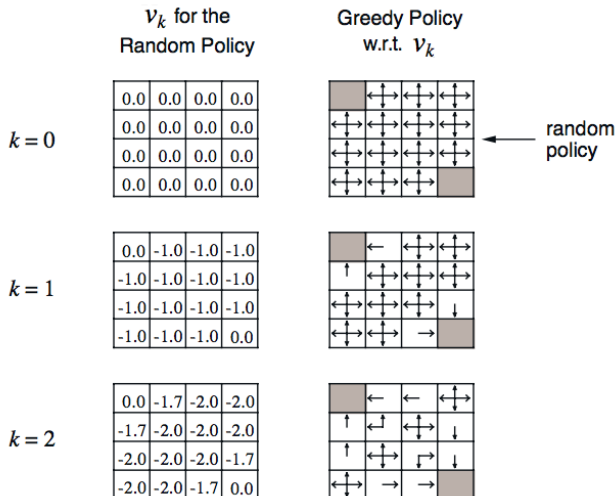 v_k for the
Random Policy
Greedy Policy
w.r.t. v_k
k = 0
0.0 0.0 0.0 0.0
0.0 0.0 0.0 0.0
0.0 0.0 0.0 0.0
0.0 0.0 0.0 0.0
random
policy
k = 1
0.0 -1.0 -1.0 -1.0
-1.0 -1.0 -1.0 -1.0
-1.0 -1.0 -1.0 -1.0
-1.0 -1.0 -1.0 0.0
k = 2
0.0 -1.7 -2.0 -2.0
-1.7 -2.0 -2.0 -2.0
-2.0 -2.0 -2.0 -1.7
-2.0 -2.0 -1.7 0.0